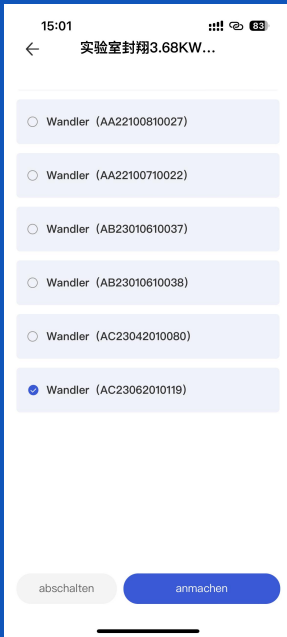 15:01
83
实验室封翔3.68KW...
Wandler（AA22100810027）
Wandler（AA22100710022）
Wandler（AB23010610037）
Wandler（AB23010610038）
Wandler（AC23042010080）
Wandler（AC23062010119）
abschalten
anmachen